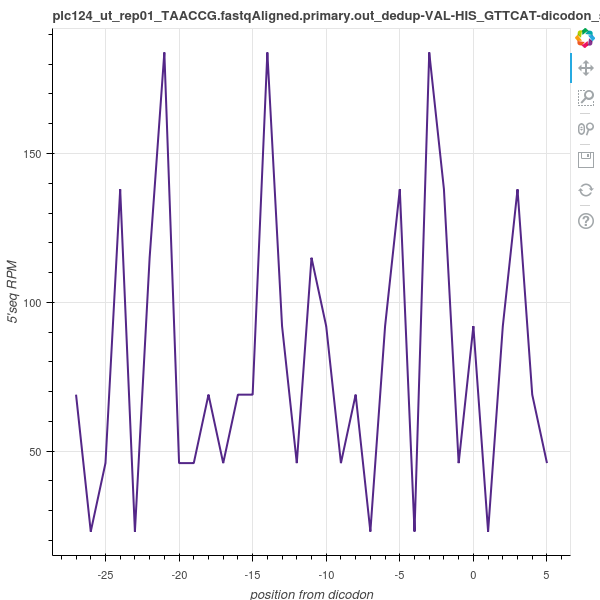 plc124_ut_rep01_TAACCG.fastqAligned.primary.out_dedup-VAL-HIS_GTTCAT-dicodon_
150
100
50
5'seq RPM
-25 -20 -15 -10 -5 0 5
position from dicodon